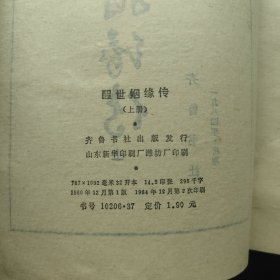 醒世姻缘传
(上册)
齐鲁书社出版发行
山东新华印刷厂潍坊厂印刷
787×1092毫米32开本 14.5印张 295千字
1980年12月第1版 1984年12月第2次印刷
书号 10206·37 定价 1.90 元